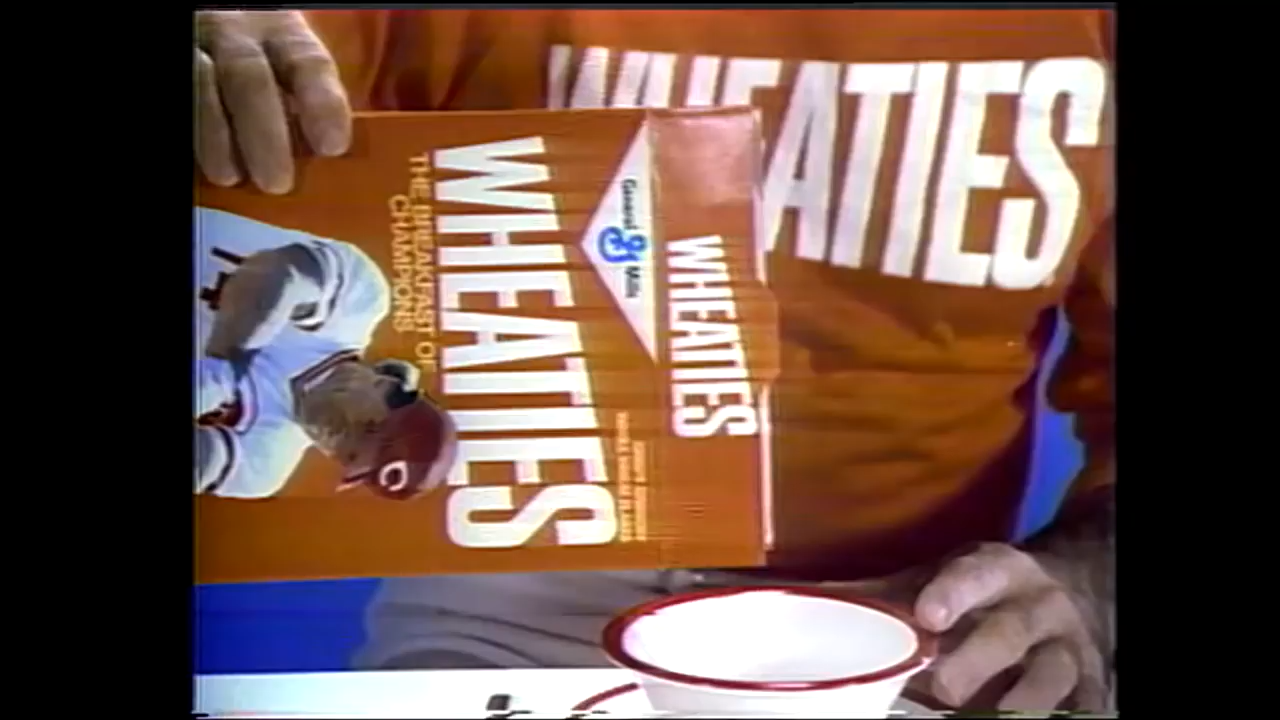 WHEATIES
WHEATIES
General Mills
WHEATIES
THE BREAKFAST OF
CHAMPIONS
C